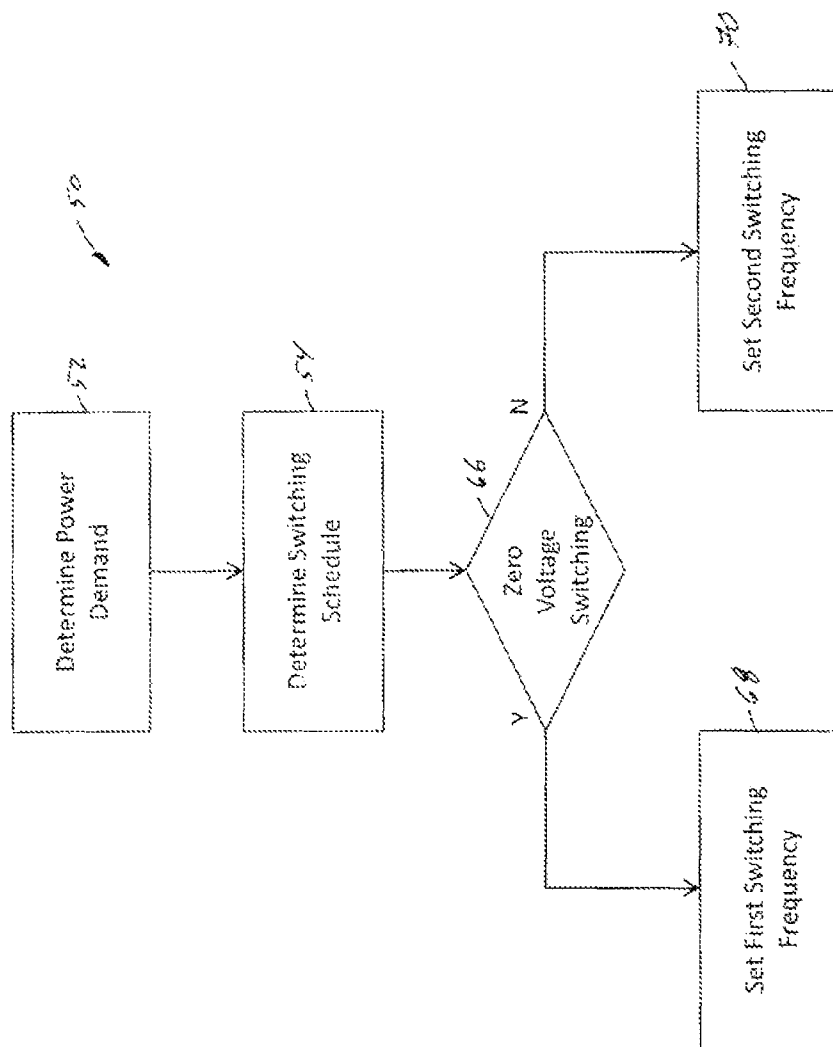 50
52
Determine Power
Demand
54
Determine Switching
Schedule
66
Zero
Voltage
Switching
Y
N
68
Set First Switching
Frequency
70
Set Second Switching
Frequency